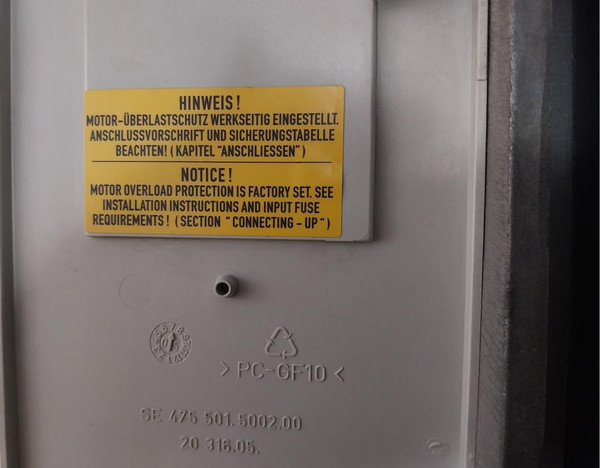 HINWEIS !
MOTOR-ÜBERLASTSCHUTZ WERKSEITIG EINGESTELLT.
ANSCHLUSSVORSCHRIFT UND SICHERUNGSTABELLE
BEACHTEN! ( KAPITEL "ANSCHLIESSEN" )
NOTICE !
MOTOR OVERLOAD PROTECTION IS FACTORY SET. SEE
INSTALLATION INSTRUCTIONS AND INPUT FUSE
REQUIREMENTS ! ( SECTION " CONNECTING - UP " )
> PC-GF10 <
SE 475 501.5002.00
20 316.05.